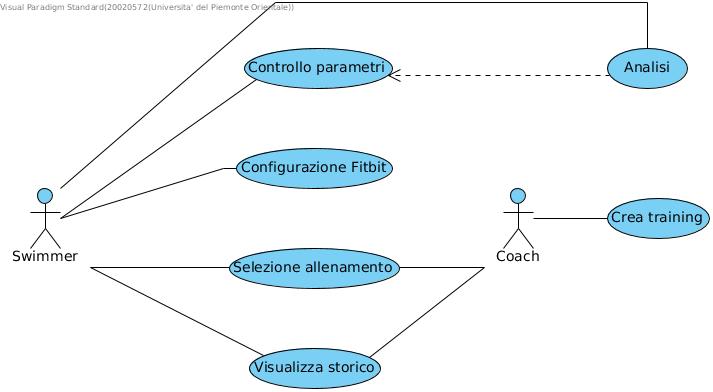 Visual Paradigm Standard(20020572(Universita' del Piemonte Orientale))
Controllo parametri
Analisi
Configurazione Fitbit
Swimmer
Coach
Crea training
Selezione allenamento
Visualizza storico